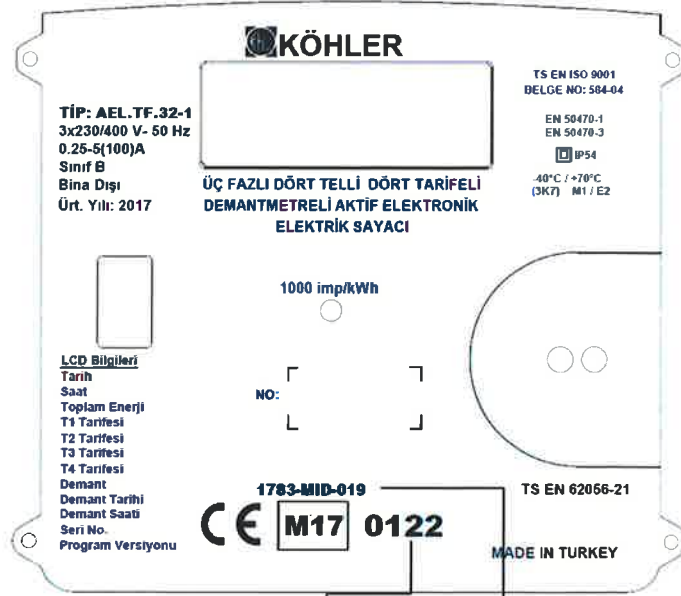 KÖHLER
TİP: AEL.TF.32-1
3x230/400 V- 50 Hz
0.25-5(100)A
Sınıf B
Bina Dışı
Ürt. Yılı: 2017
TS EN ISO 9001
BELGE NO: 584-04
EN 50470-1
EN 50470-3
IP54
-40°C / +70°C
(3K7) M1 / E2
ÜÇ FAZLI DÖRT TELLİ DÖRT TARİFELİ
DEMANTMETRELİ AKTİF ELEKTRONİK
ELEKTRİK SAYACI
1000 imp/kWh
LCD Bilgileri
Tarih
Saat
Toplam Enerji
T1 Tarifesi
T2 Tarifesi
T3 Tarifesi
T4 Tarifesi
Demant
Demant Tarihi
Demant Saati
Seri No.
Program Versiyonu
NO:
1783-MID-019
CE M17 0122
TS EN 62056-21
MADE IN TURKEY